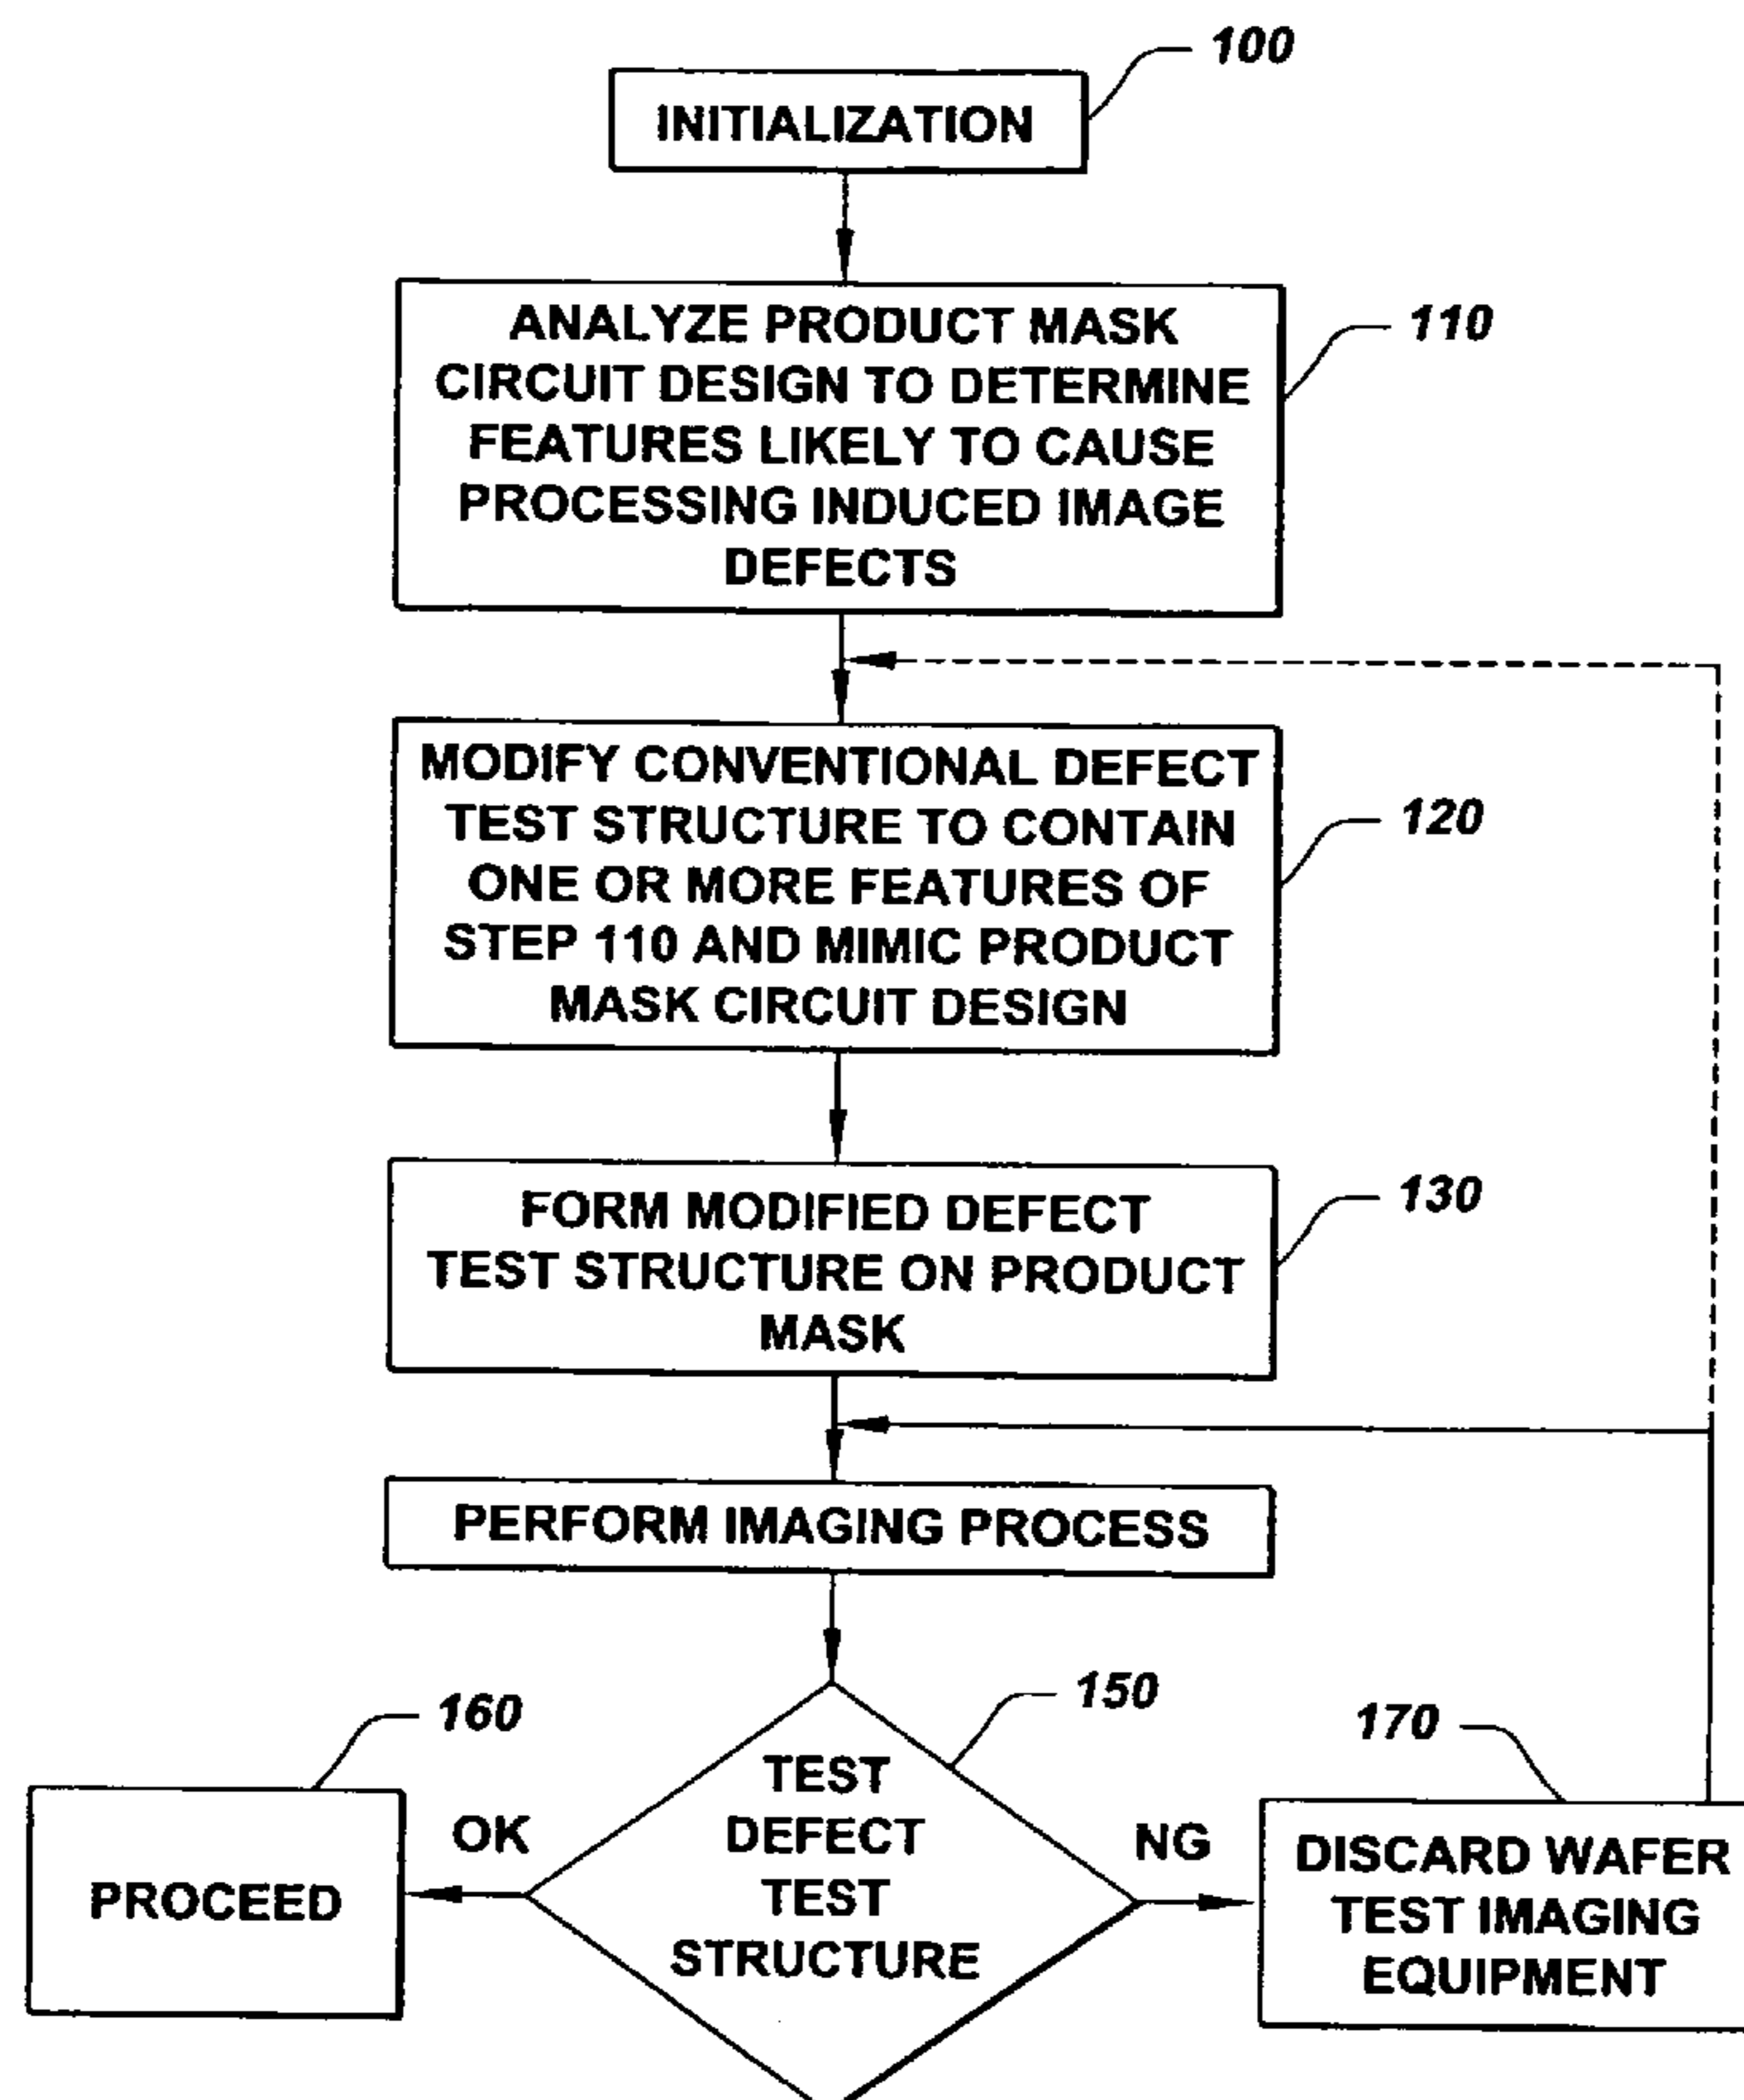 100
INITIALIZATION
110
ANALYZE PRODUCT MASK
CIRCUIT DESIGN TO DETERMINE
FEATURES LIKELY TO CAUSE
PROCESSING INDUCED IMAGE
DEFECTS
120
MODIFY CONVENTIONAL DEFECT
TEST STRUCTURE TO CONTAIN
ONE OR MORE FEATURES OF
STEP 110 AND MIMIC PRODUCT
MASK CIRCUIT DESIGN
130
FORM MODIFIED DEFECT
TEST STRUCTURE ON PRODUCT
MASK
PERFORM IMAGING PROCESS
150
TEST
DEFECT
TEST
STRUCTURE
160
OK
PROCEED
170
NG
DISCARD WAFER
TEST IMAGING
EQUIPMENT